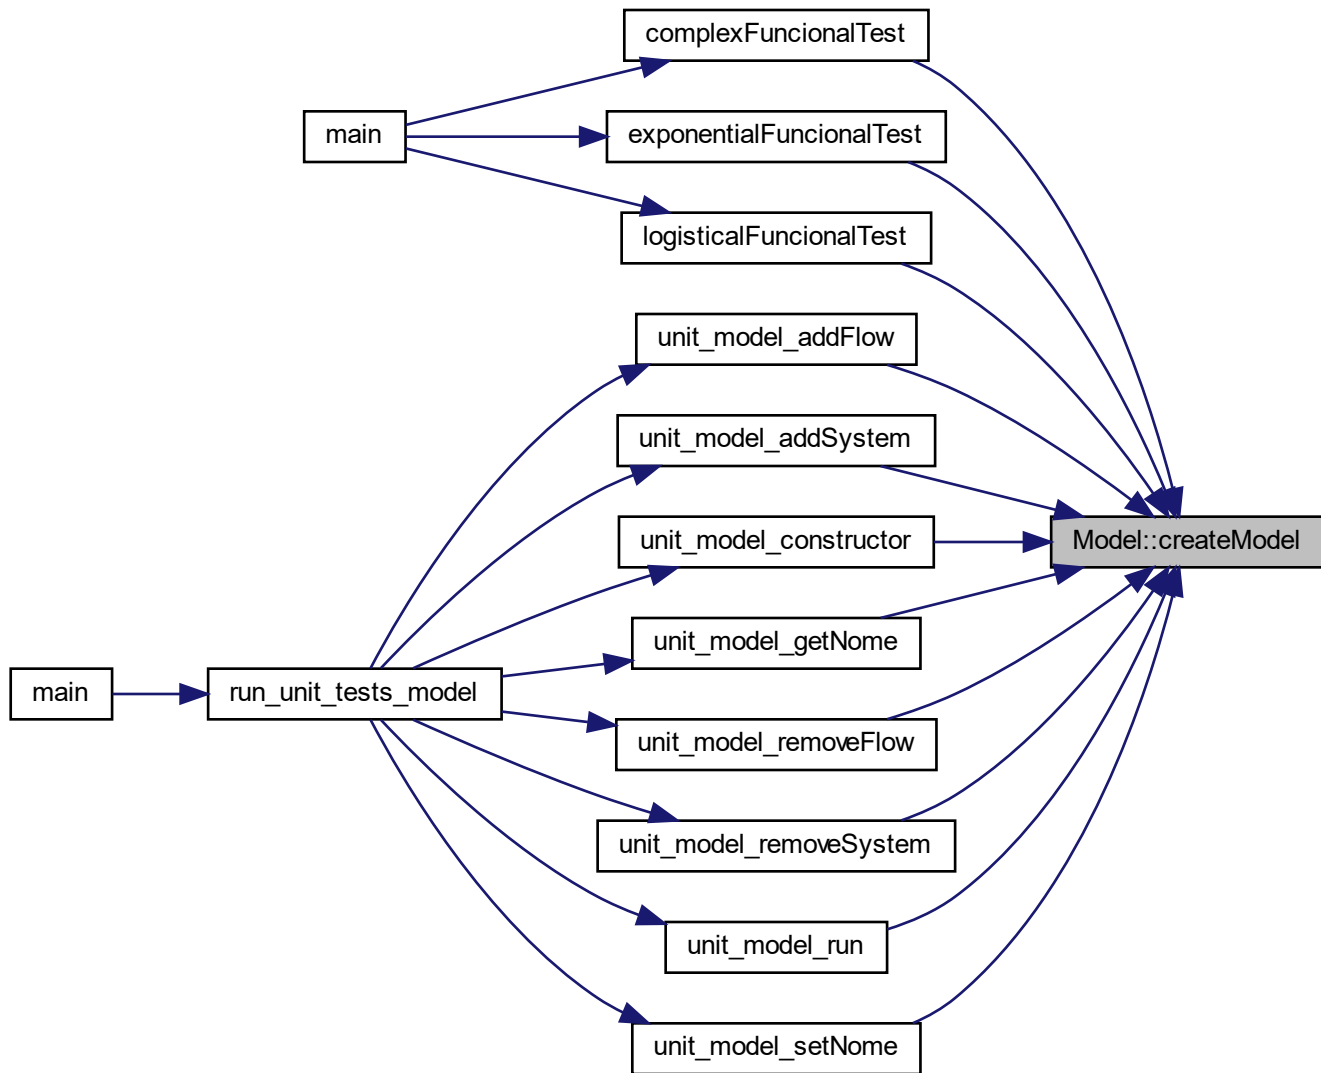 complexFuncionalTest
main
exponentialFuncionalTest
logisticalFuncionalTest
unit_model_addFlow
unit_model_addSystem
unit_model_constructor
Model::createModel
unit_model_getNome
main
run_unit_tests_model
unit_model_removeFlow
unit_model_removeSystem
unit_model_run
unit_model_setNome